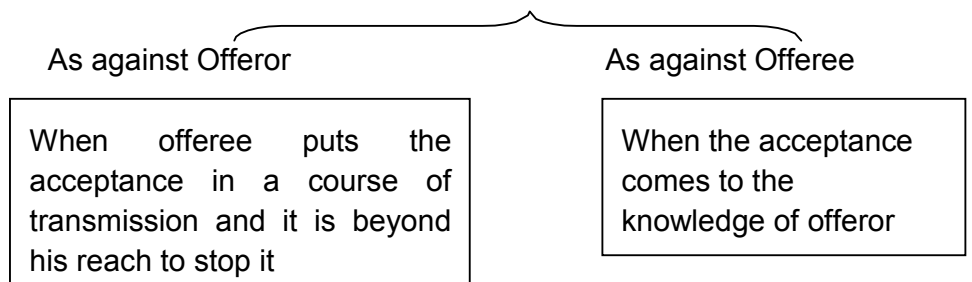 As against Offeror
As against Offeree
When offeree puts the
acceptance in a course of
transmission and it is beyond
his reach to stop it
When the acceptance
comes to the
knowledge of offeror